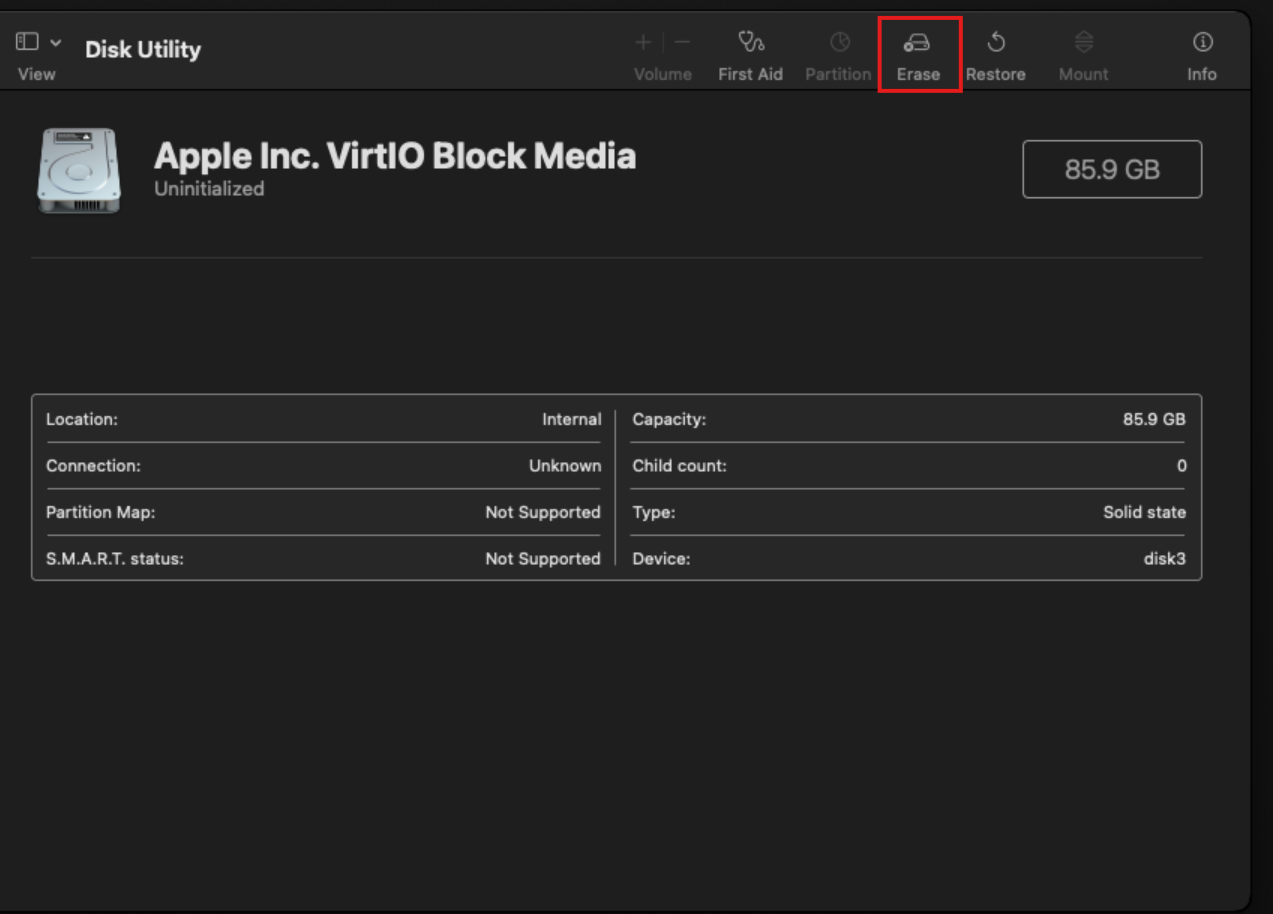 Disk Utility
View
Volume First Aid Partition Erase Restore Mount Info
Apple Inc. VirtIO Block Media
Uninitialized
85.9 GB
Location: Internal
Capacity: 85.9 GB
Connection: Unknown
Child count: 0
Partition Map: Not Supported
Type: Solid state
S.M.A.R.T. status: Not Supported
Device: disk3